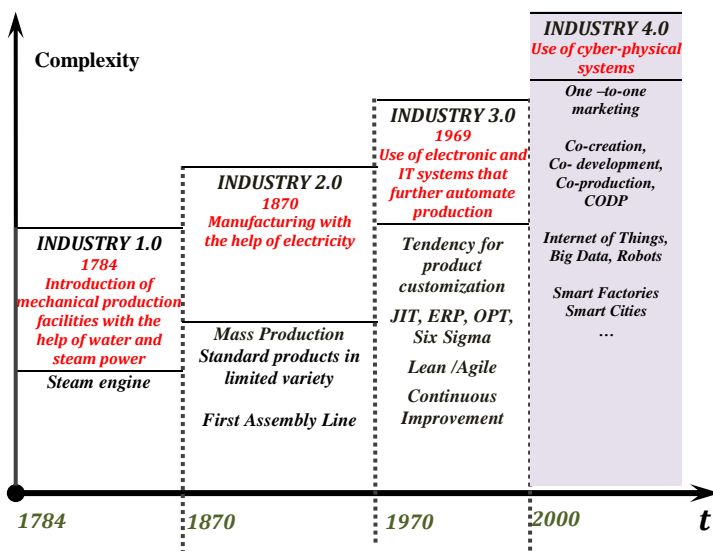 Complexity
INDUSTRY 1.0
1784
Introduction of
mechanical production
facilities with the
help of water and
steam power
Steam engine
INDUSTRY 2.0
1870
Manufacturing with
the help of electricity
Mass Production
Standard products in
limited variety
First Assembly Line
INDUSTRY 3.0
1969
Use of electronic and
IT systems that
further automate
production
Tendency for
product
customization
JIT, ERP, OPT,
Six Sigma
Lean /Agile
Continuous
Improvement
INDUSTRY 4.0
Use of cyber-physical
systems
One –to-one
marketing
Co-creation,
Co- development,
Co-production,
CODP
Internet of Things,
Big Data, Robots
Smart Factories
Smart Cities
…
1784
1870
1970
2000
t